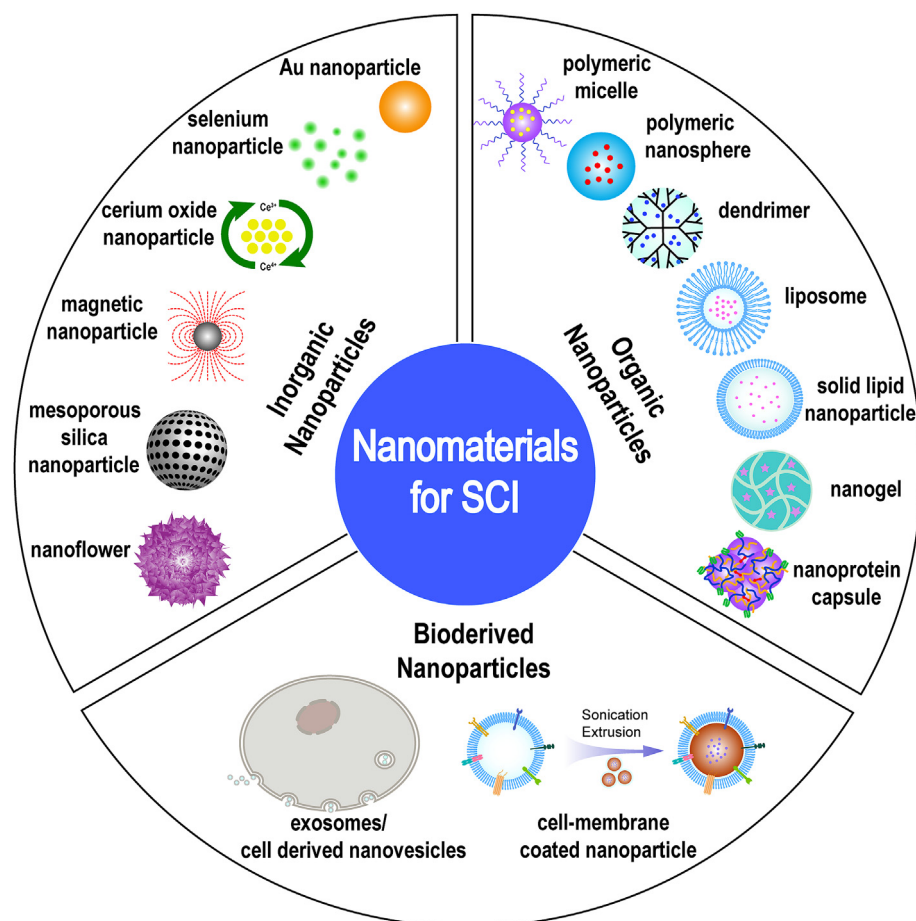 Au nanoparticle
selenium
nanoparticle
cerium oxide
nanoparticle
Ce³⁺
Ce⁴⁺
magnetic
nanoparticle
mesoporous
silica
nanoparticle
nanoflower
Inorganic
Nanoparticles
polymeric
micelle
polymeric
nanosphere
dendrimer
liposome
solid lipid
nanoparticle
nanogel
nanoprotein
capsule
Organic
Nanoparticles
Nanomaterials
for SCI
Bioderived
Nanoparticles
Sonication
Extrusion
exosomes/
cell derived nanovesicles
cell-membrane
coated nanoparticle